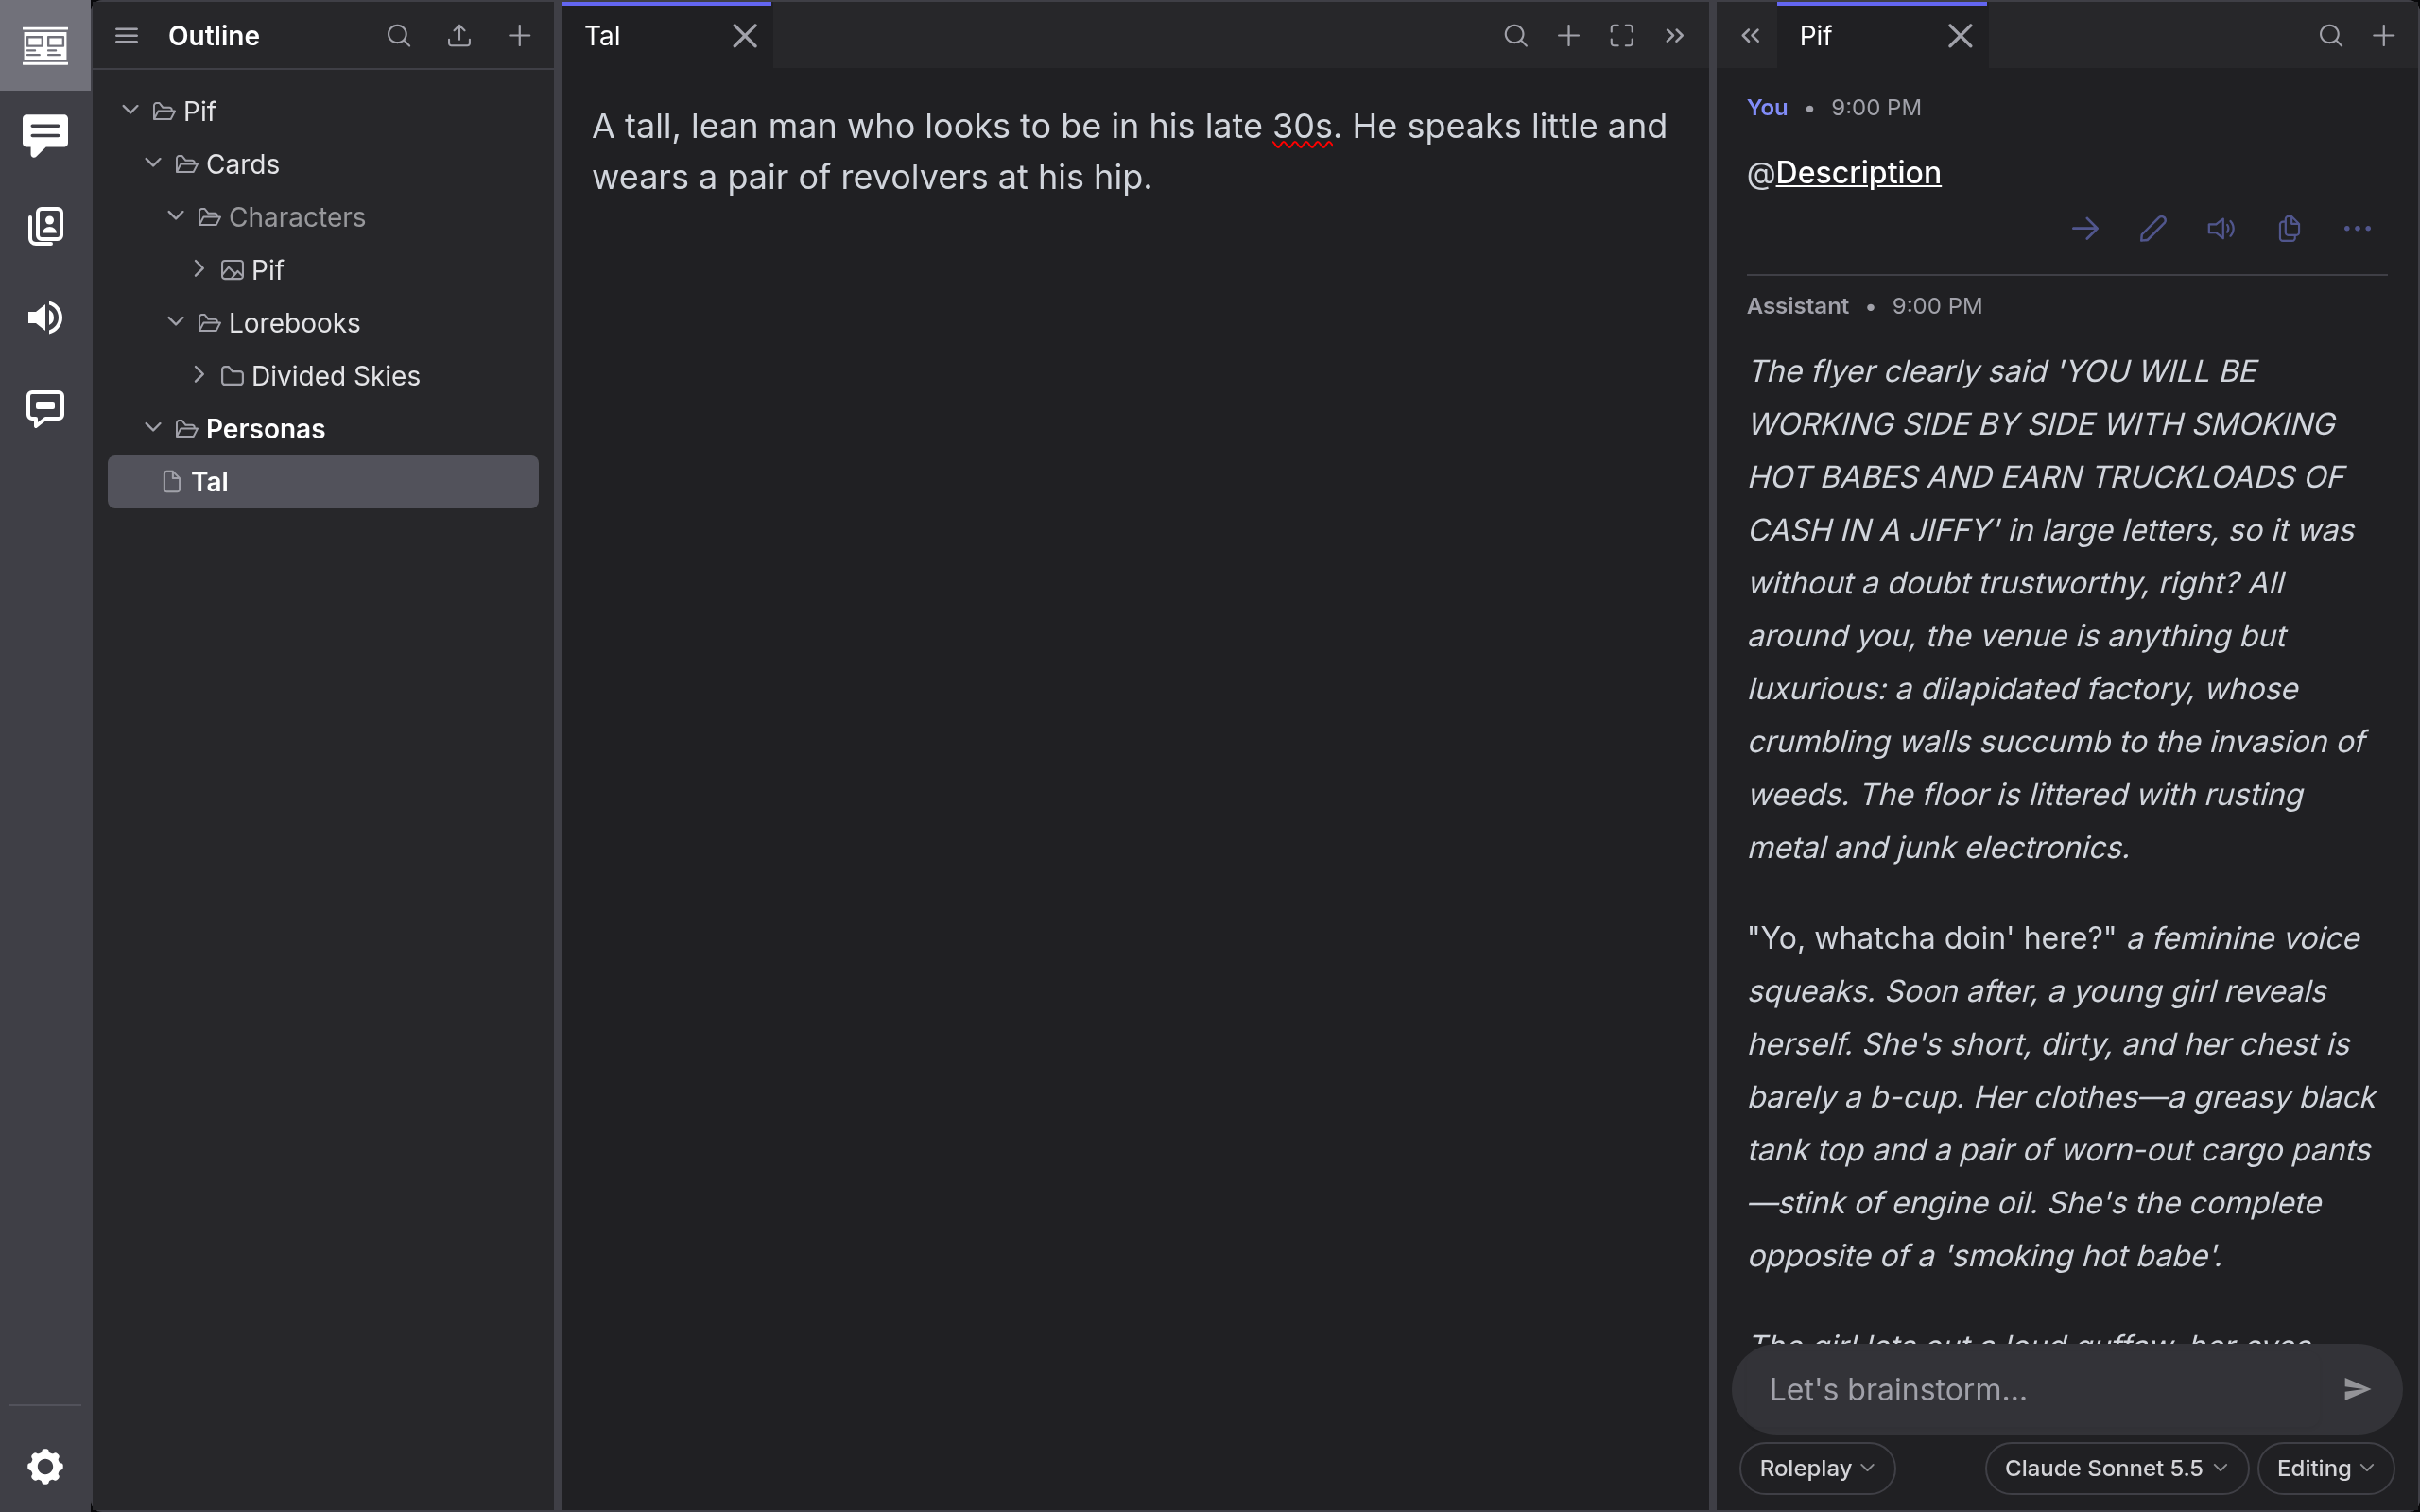 Outline
Pif
Cards
Characters
Pif
Lorebooks
Divided Skies
Personas
Tal
Tal
A tall, lean man who looks to be in his late 30s. He speaks little and
wears a pair of revolvers at his hip.
Pif
You • 9:00 PM
@Description
Assistant • 9:00 PM
The flyer clearly said 'YOU WILL BE
WORKING SIDE BY SIDE WITH SMOKING
HOT BABES AND EARN TRUCKLOADS OF
CASH IN A JIFFY' in large letters, so it was
without a doubt trustworthy, right? All
around you, the venue is anything but
luxurious: a dilapidated factory, whose
crumbling walls succumb to the invasion of
weeds. The floor is littered with rusting
metal and junk electronics.
"Yo, whatcha doin' here?" a feminine voice
squeaks. Soon after, a young girl reveals
herself. She's short, dirty, and her chest is
barely a b-cup. Her clothes—a greasy black
tank top and a pair of worn-out cargo pants
—stink of engine oil. She's the complete
opposite of a 'smoking hot babe'.
The girl lets out a loud guffaw, her eyes
Let's brainstorm...
Roleplay
Claude Sonnet 5.5
Editing